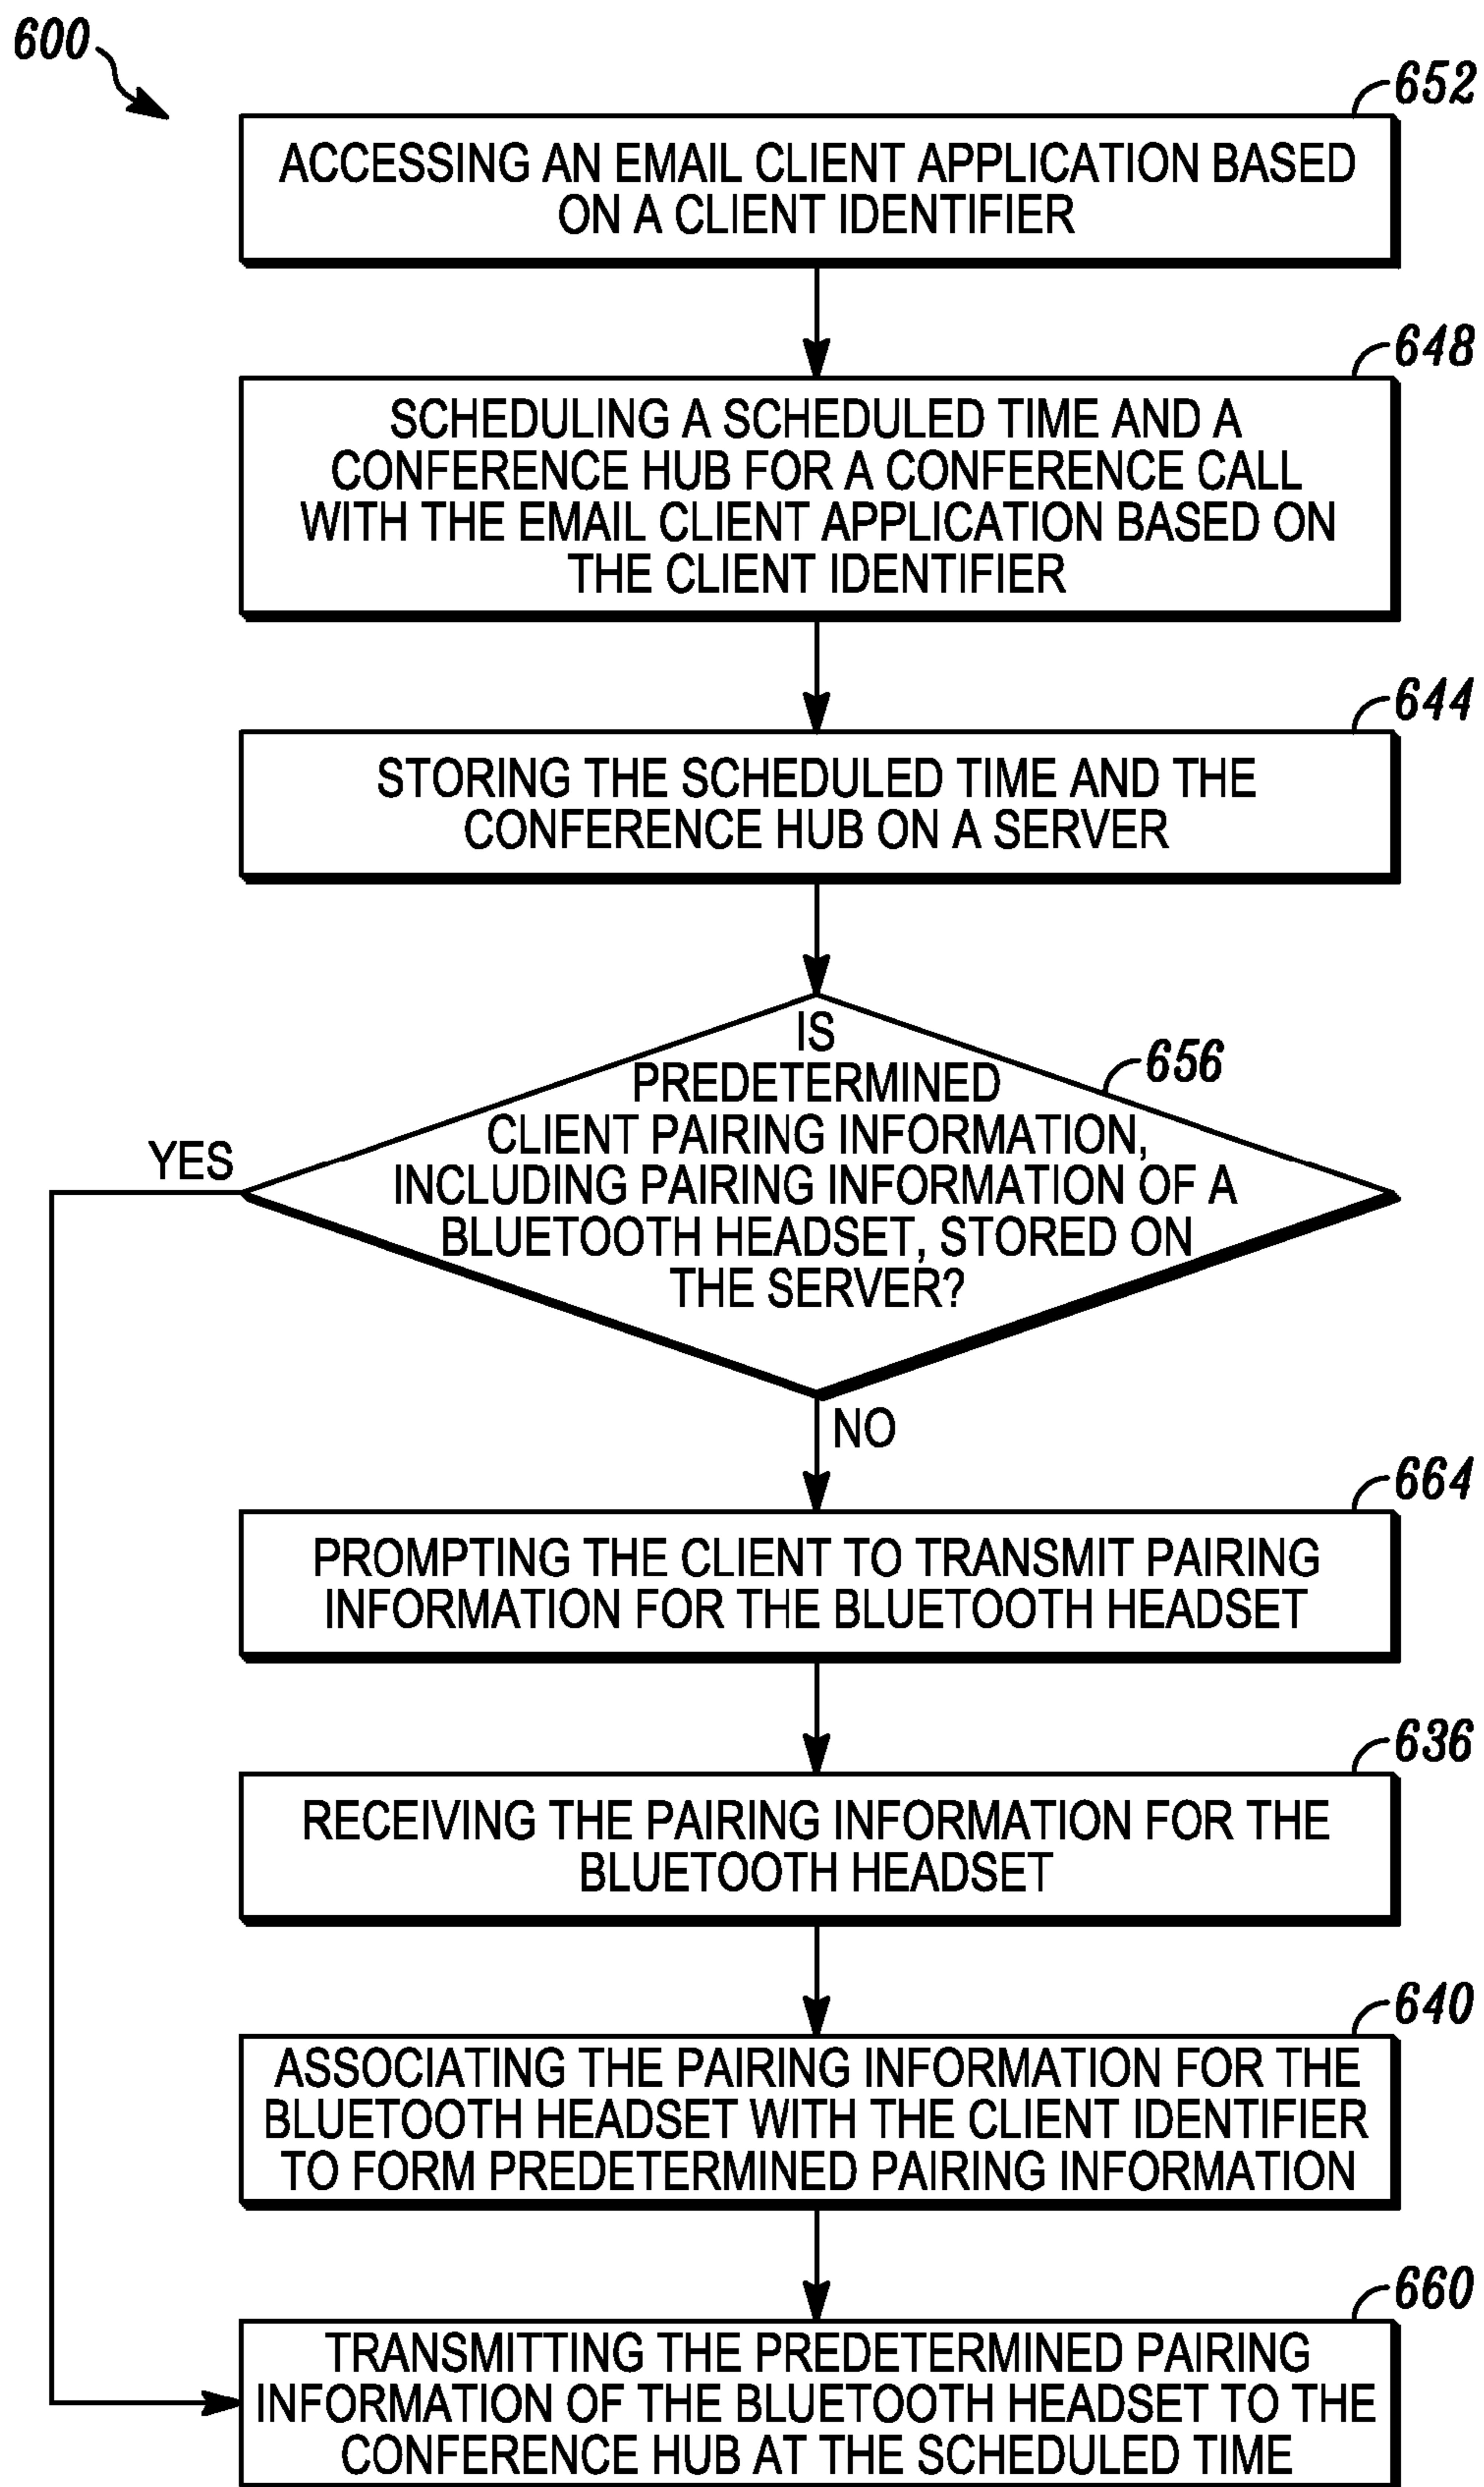 600
652
ACCESSING AN EMAIL CLIENT APPLICATION BASED
ON A CLIENT IDENTIFIER
648
SCHEDULING A SCHEDULED TIME AND A
CONFERENCE HUB FOR A CONFERENCE CALL
WITH THE EMAIL CLIENT APPLICATION BASED ON
THE CLIENT IDENTIFIER
644
STORING THE SCHEDULED TIME AND THE
CONFERENCE HUB ON A SERVER
656
IS
PREDETERMINED
CLIENT PAIRING INFORMATION,
INCLUDING PAIRING INFORMATION OF A
BLUETOOTH HEADSET, STORED ON
THE SERVER?
YES
NO
664
PROMPTING THE CLIENT TO TRANSMIT PAIRING
INFORMATION FOR THE BLUETOOTH HEADSET
636
RECEIVING THE PAIRING INFORMATION FOR THE
BLUETOOTH HEADSET
640
ASSOCIATING THE PAIRING INFORMATION FOR THE
BLUETOOTH HEADSET WITH THE CLIENT IDENTIFIER
TO FORM PREDETERMINED PAIRING INFORMATION
660
TRANSMITTING THE PREDETERMINED PAIRING
INFORMATION OF THE BLUETOOTH HEADSET TO THE
CONFERENCE HUB AT THE SCHEDULED TIME